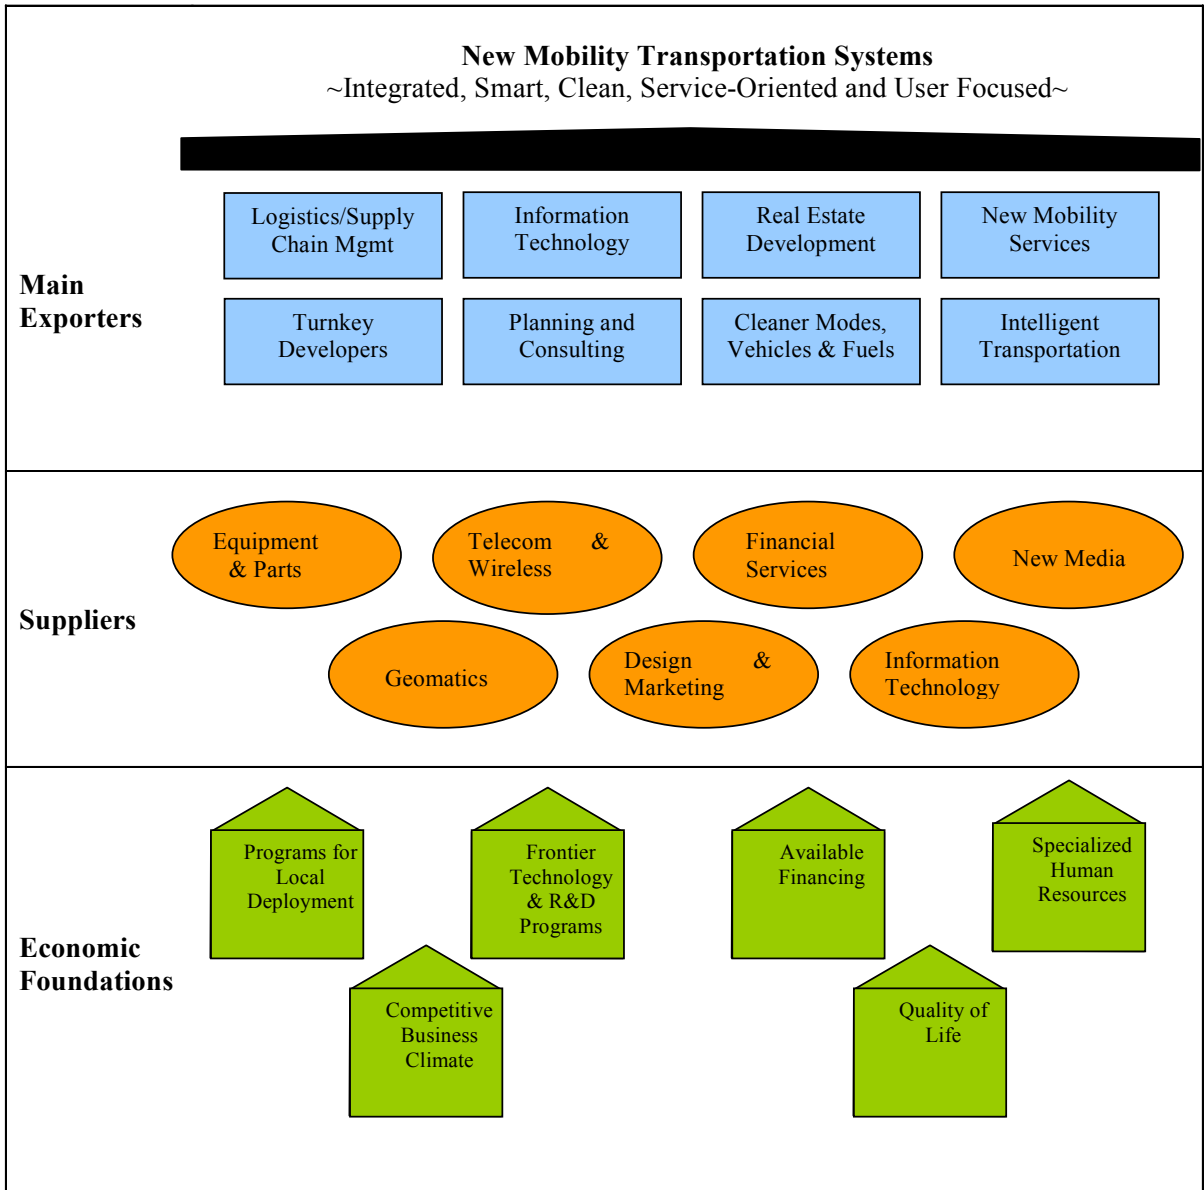 New Mobility Transportation Systems
~Integrated, Smart, Clean, Service-Oriented and User Focused~
Main
Exporters
Logistics/Supply
Chain Mgmt
Information
Technology
Real Estate
Development
New Mobility
Services
Turnkey
Developers
Planning and
Consulting
Cleaner Modes,
Vehicles & Fuels
Intelligent
Transportation
Suppliers
Equipment
& Parts
Telecom &
Wireless
Financial
Services
New Media
Geomatics
Design &
Marketing
Information
Technology
Economic
Foundations
Programs for
Local
Deployment
Frontier
Technology
& R&D
Programs
Available
Financing
Specialized
Human
Resources
Competitive
Business
Climate
Quality of
Life